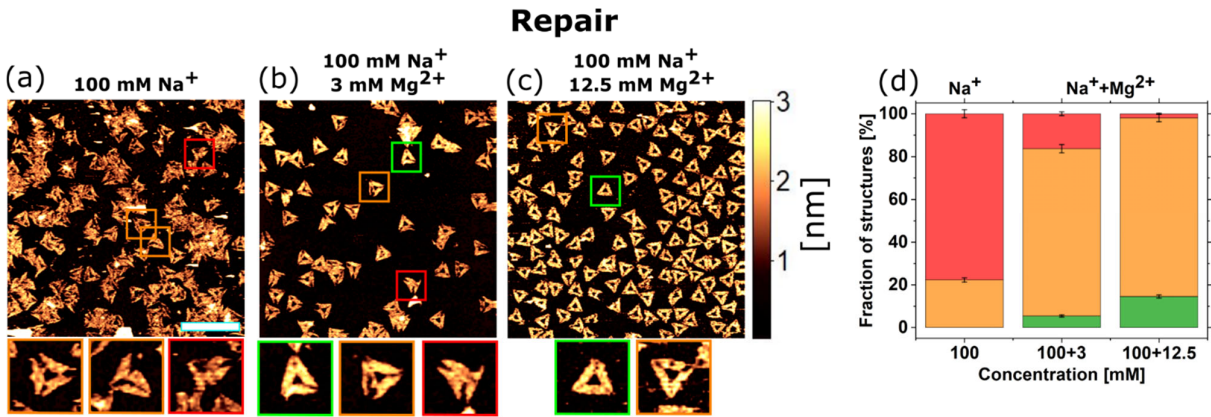 Repair
(a) 100 mM Na+
(b) 100 mM Na+
3 mM Mg2+
(c) 100 mM Na+
12.5 mM Mg2+
3
2
1
[nm]
(d)
Na+ Na++Mg2+
100
80
60
40
20
0
Fraction of structures [%]
100 100+3 100+12.5
Concentration [mM]